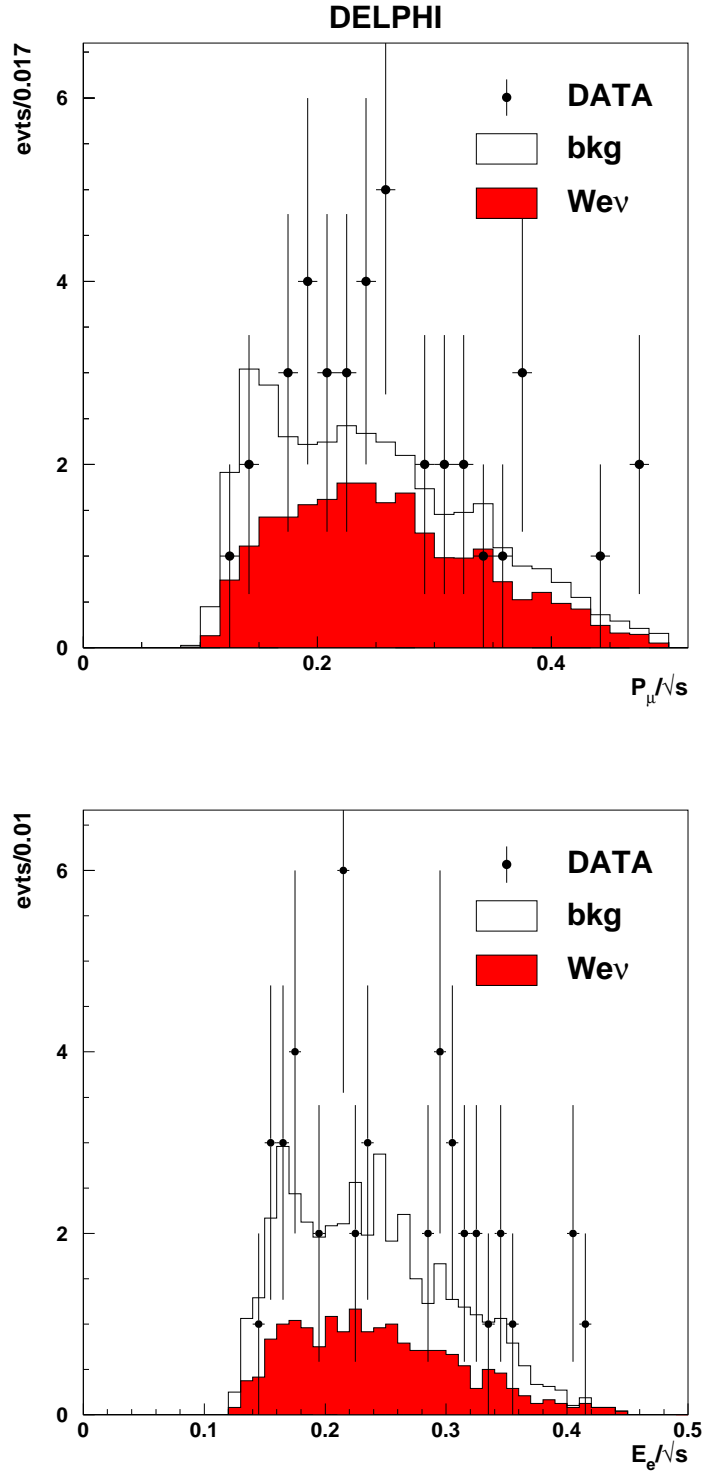 DELPHI
evts/0.017
6
4
2
0
DATA
bkg
Weν
0 0.2 0.4
P_μ/√s
evts/0.01
6
4
2
0
DATA
bkg
Weν
0 0.1 0.2 0.3 0.4 0.5
E_e/√s